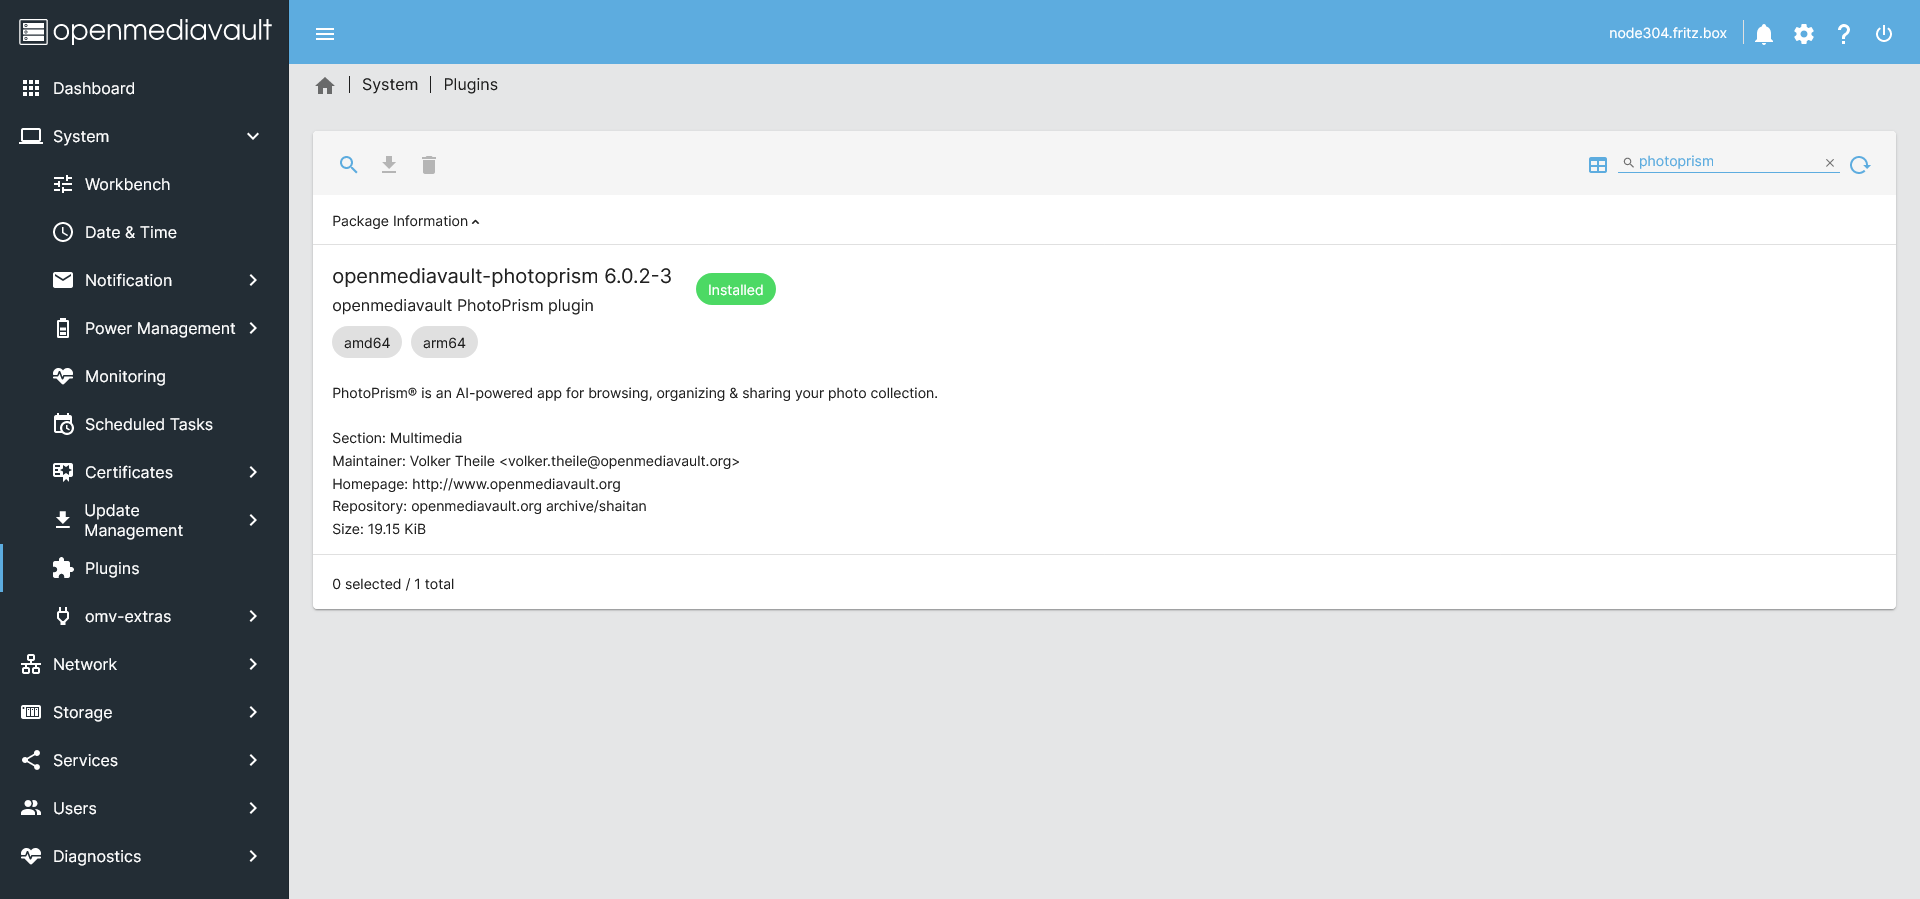 openmediavault
node304.fritz.box
Dashboard
System
Workbench
Date & Time
Notification
Power Management
Monitoring
Scheduled Tasks
Certificates
Update
Management
Plugins
omv-extras
Network
Storage
Services
Users
Diagnostics
System | Plugins
photoprism
Package Information
openmediavault-photoprism 6.0.2-3
Installed
openmediavault PhotoPrism plugin
amd64 arm64
PhotoPrism® is an AI-powered app for browsing, organizing & sharing your photo collection.
Section: Multimedia
Maintainer: Volker Theile <volker.theile@openmediavault.org>
Homepage: http://www.openmediavault.org
Repository: openmediavault.org archive/shaitan
Size: 19.15 KiB
0 selected / 1 total